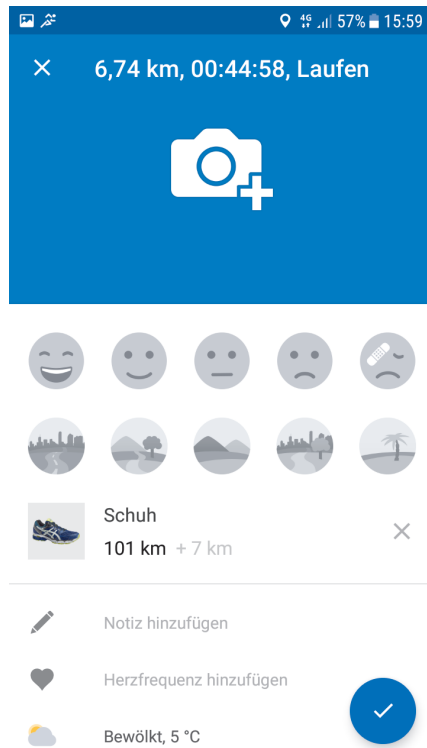 4G 57% 15:59
6,74 km, 00:44:58, Laufen
Schuh
101 km + 7 km
Notiz hinzufügen
Herzfrequenz hinzufügen
Bewölkt, 5 °C